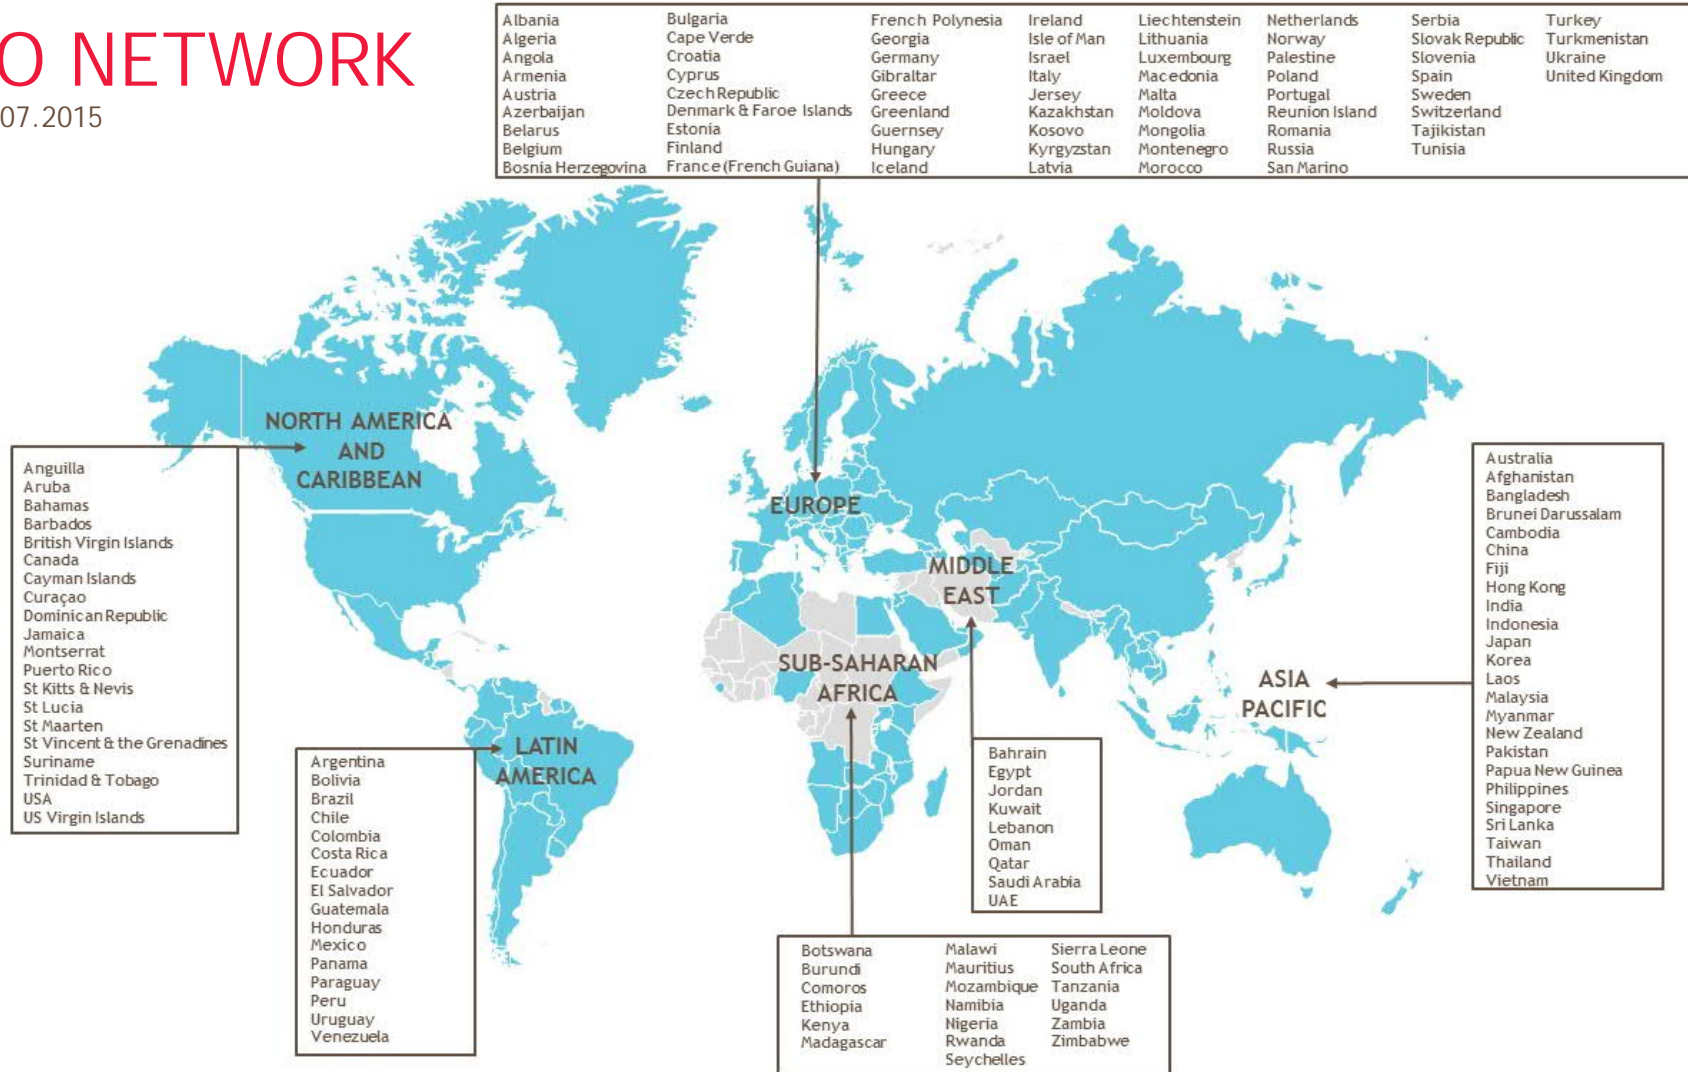 O NETWORK
07.2015
Albania
Algeria
Angola
Armenia
Austria
Azerbaijan
Belarus
Belgium
Bosnia Herzegovina
Bulgaria
Cape Verde
Croatia
Cyprus
Czech Republic
Denmark & Faroe Islands
Estonia
Finland
France (French Guiana)
French Polynesia
Georgia
Germany
Gibraltar
Greece
Greenland
Guernsey
Hungary
Iceland
Ireland
Isle of Man
Israel
Italy
Jersey
Kazakhstan
Kosovo
Kyrgyzstan
Latvia
Liechtenstein
Lithuania
Luxembourg
Macedonia
Malta
Moldova
Mongolia
Montenegro
Morocco
Netherlands
Norway
Palestine
Poland
Portugal
Reunion Island
Romania
Russia
San Marino
Serbia
Slovak Republic
Slovenia
Spain
Sweden
Switzerland
Tajikistan
Tunisia
Turkey
Turkmenistan
Ukraine
United Kingdom
NORTH AMERICA
AND
CARIBBEAN
Anguilla
Aruba
Bahamas
Barbados
British Virgin Islands
Canada
Cayman Islands
Curaçao
Dominican Republic
Jamaica
Montserrat
Puerto Rico
St Kitts & Nevis
St Lucia
St Maarten
St Vincent & the Grenadines
Suriname
Trinidad & Tobago
USA
US Virgin Islands
EUROPE
MIDDLE
EAST
SUB-SAHARAN
AFRICA
ASIA
PACIFIC
LATIN
AMERICA
Argentina
Bolivia
Brazil
Chile
Colombia
Costa Rica
Ecuador
El Salvador
Guatemala
Honduras
Mexico
Panama
Paraguay
Peru
Uruguay
Venezuela
Bahrain
Egypt
Jordan
Kuwait
Lebanon
Oman
Qatar
Saudi Arabia
UAE
Botswana
Burundi
Comoros
Ethiopia
Kenya
Madagascar
Malawi
Mauritius
Mozambique
Namibia
Nigeria
Rwanda
Seychelles
Sierra Leone
South Africa
Tanzania
Uganda
Zambia
Zimbabwe
Australia
Afghanistan
Bangladesh
Brunei Darussalam
Cambodia
China
Fiji
Hong Kong
India
Indonesia
Japan
Korea
Laos
Malaysia
Myanmar
New Zealand
Pakistan
Papua New Guinea
Philippines
Singapore
Sri Lanka
Taiwan
Thailand
Vietnam